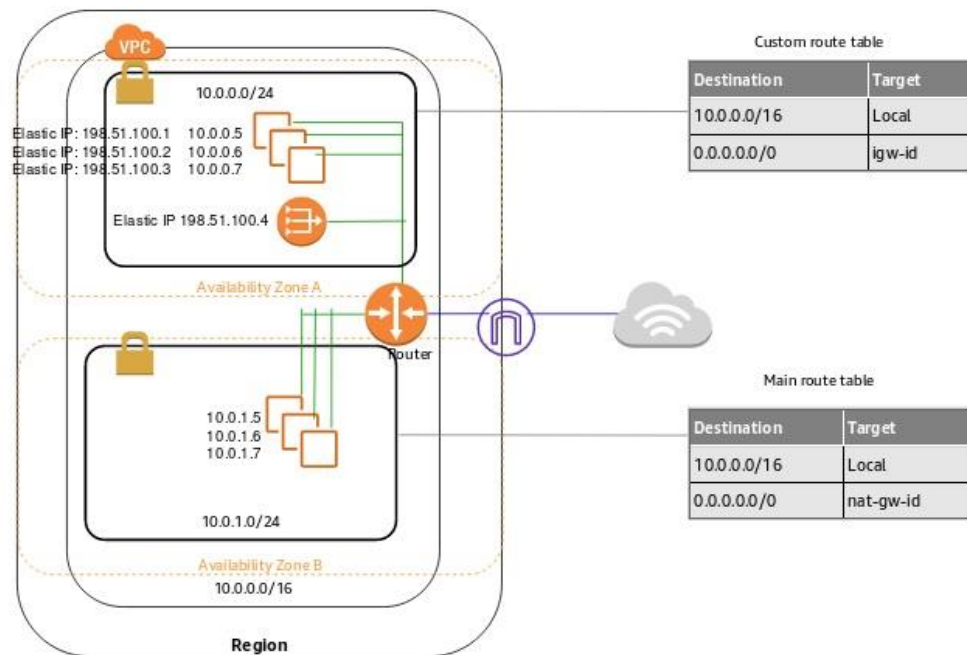 VPC
10.0.0.0/24
Elastic IP: 198.51.100.1 10.0.0.5
Elastic IP: 198.51.100.2 10.0.0.6
Elastic IP: 198.51.100.3 10.0.0.7
Elastic IP 198.51.100.4
Availability Zone A
Router
10.0.1.5
10.0.1.6
10.0.1.7
10.0.1.0/24
Availability Zone B
10.0.0.0/16
Region
Custom route table
Destination Target
10.0.0.0/16 Local
0.0.0.0.0/0 igw-id
Main route table
Destination Target
10.0.0.0/16 Local
0.0.0.0.0/0 nat-gw-id